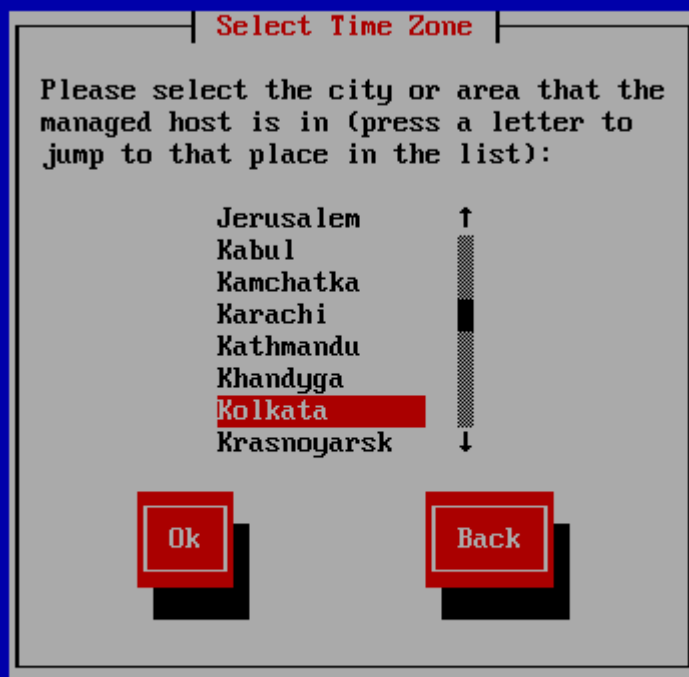 Select Time Zone
Please select the city or area that the
managed host is in (press a letter to
jump to that place in the list):
Jerusalem
Kabul
Kamchatka
Karachi
Kathmandu
Khandyga
Kolkata
Krasnoyarsk
Ok
Back